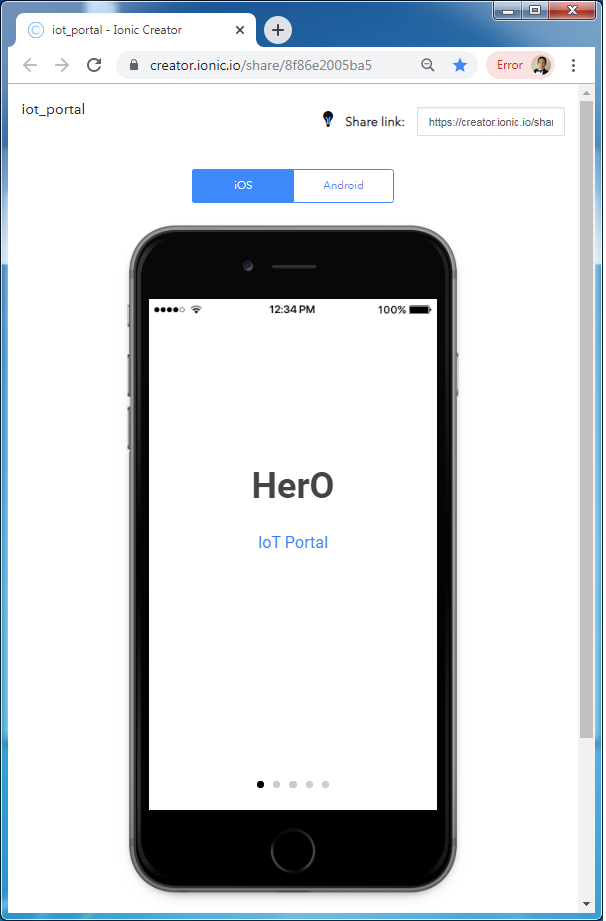 iot_portal - Ionic Creator
creator.ionic.io/share/8f86e2005ba5
Error
iot_portal
Share link:
https://creator.ionic.io/shar
iOS
Android
12:34 PM
100%
HerO
IoT Portal